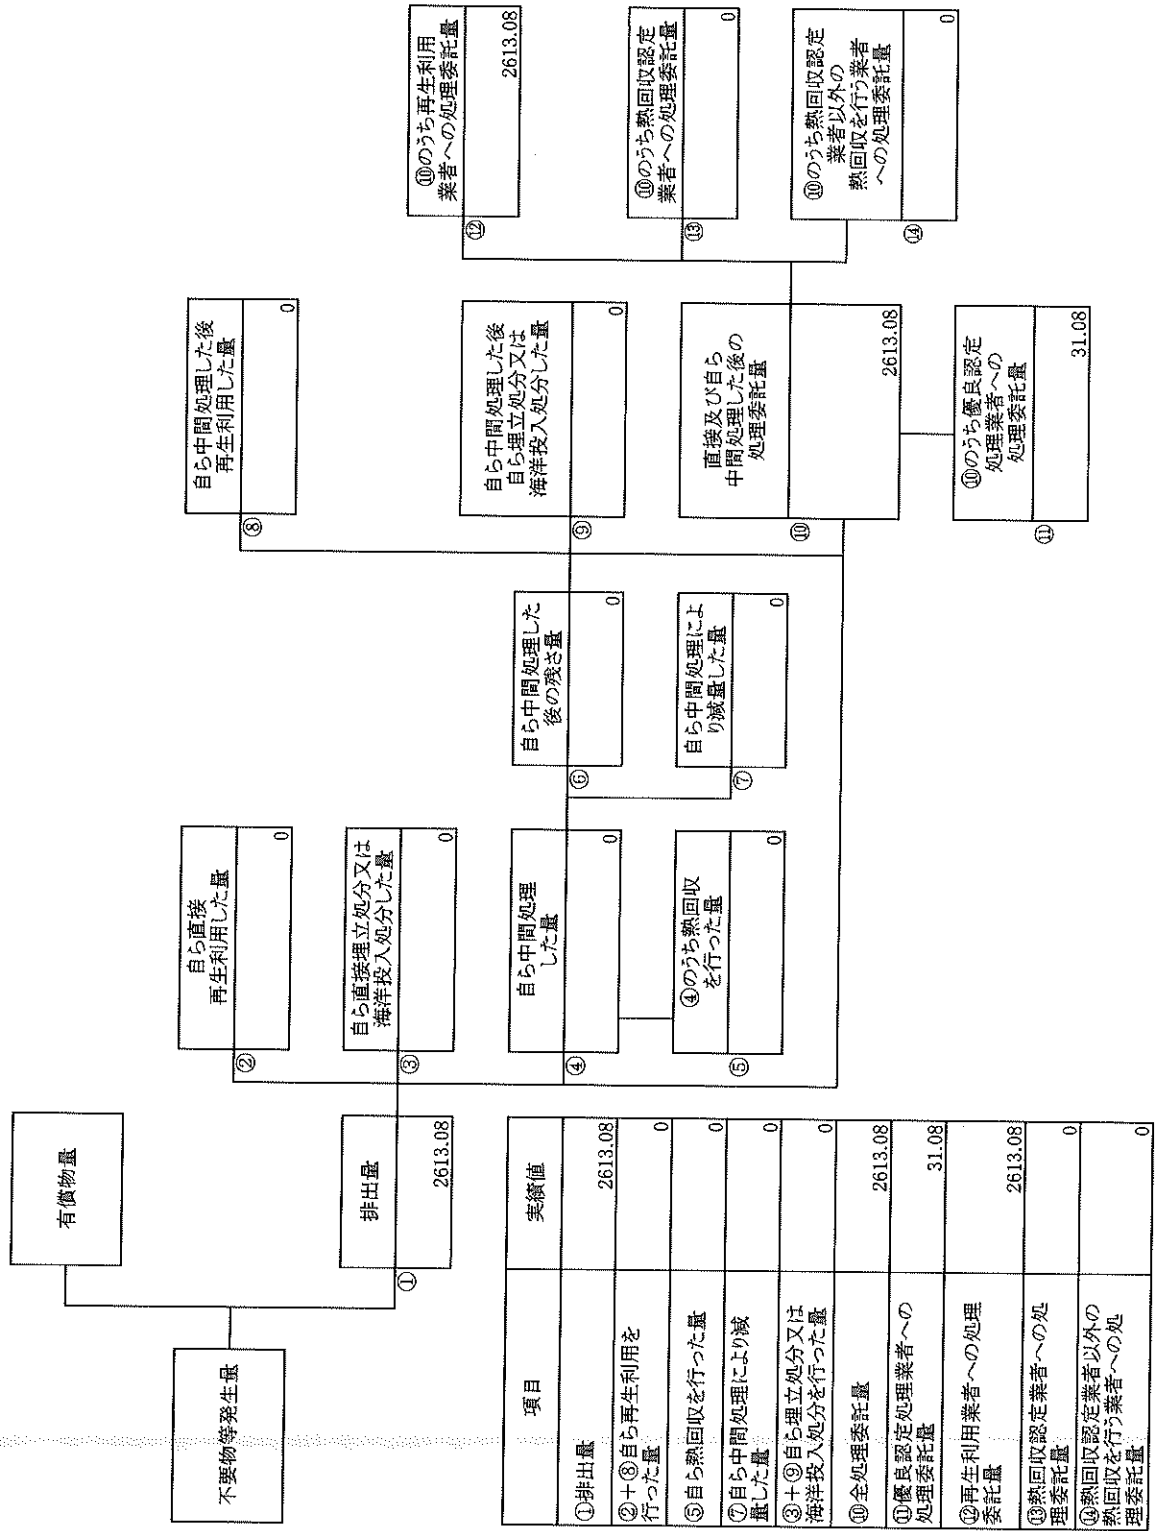 不要物等発生量
有償物量
排出量
①
2613.08
自ら直接
再生利用した量
②
0
自ら直接埋立処分又は
海洋投入処分した量
③
0
自ら中間処理
した量
④
0
④のうち熱回収
を行った量
⑤
0
自ら中間処理した
後の残さ量
⑥
0
自ら中間処理によ
り減量した量
⑦
0
自ら中間処理した後
再生利用した量
⑧
0
自ら中間処理した後
自ら埋立処分又は
海洋投入処分した量
⑨
0
直接及び自ら
中間処理した後の
処理委託量
⑩
2613.08
⑩のうち優良認定
処理業者への
処理委託量
⑪
31.08
⑩のうち再生利用
業者への処理委託量
⑫
2613.08
⑩のうち熱回収認定
業者への処理委託量
⑬
0
⑩のうち熱回収認定
業者以外の
熱回収を行う業者
への処理委託量
⑭
0
項目 実績値
①排出量 2613.08
②+⑧自ら再生利用を
行った量 0
⑤自ら熱回収を行った量 0
⑦自ら中間処理により減
量した量 0
③+⑨自ら埋立処分又は
海洋投入処分を行った量 0
⑩全処理委託量 2613.08
⑪優良認定処理業者への
処理委託量 31.08
⑫再生利用業者への処理
委託量 2613.08
⑬熱回収認定業者への処
理委託量 0
⑭熱回収認定業者以外の
熱回収を行う業者への処
理委託量 0